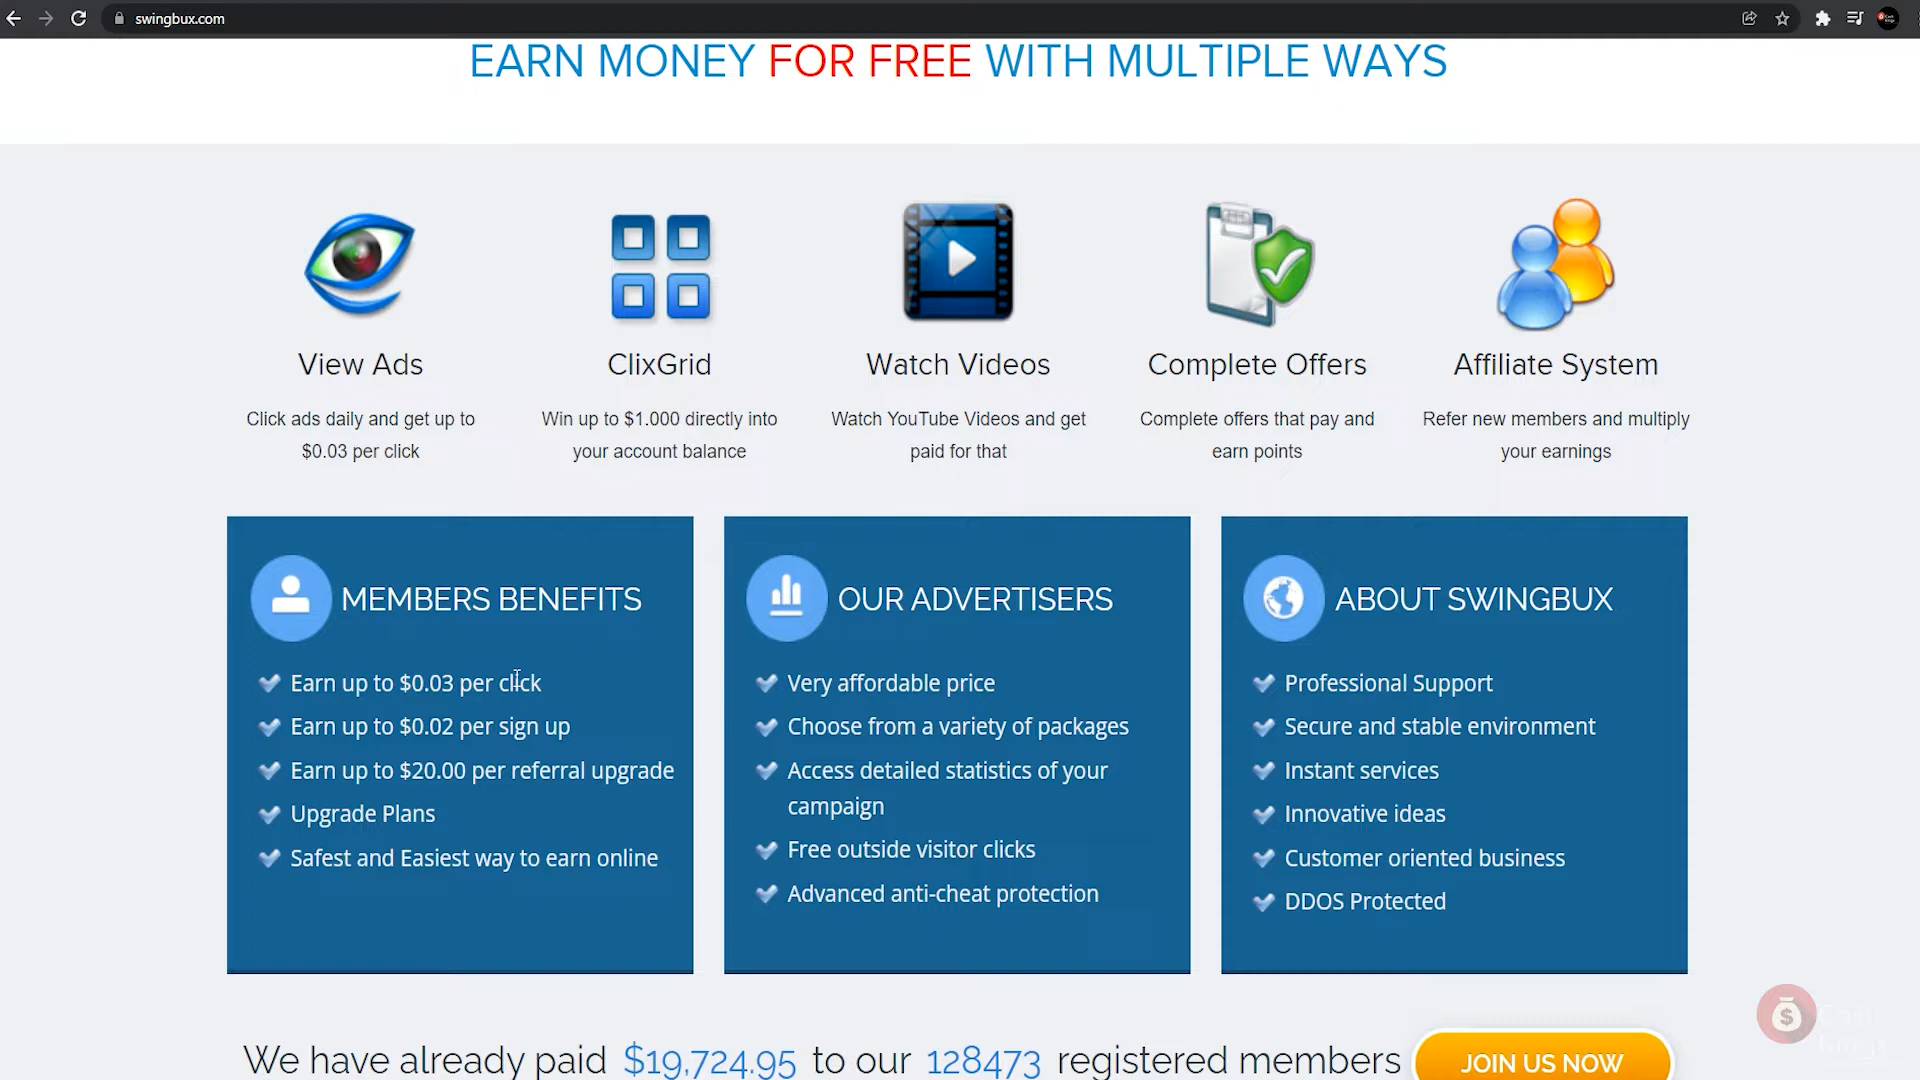 swingbux.com
EARN MONEY FOR FREE WITH MULTIPLE WAYS
View Ads
Click ads daily and get up to
$0.03 per click
ClixGrid
Win up to $1.000 directly into
your account balance
Watch Videos
Watch YouTube Videos and get
paid for that
Complete Offers
Complete offers that pay and
earn points
Affiliate System
Refer new members and multiply
your earnings
MEMBERS BENEFITS
Earn up to $0.03 per click
Earn up to $0.02 per sign up
Earn up to $20.00 per referral upgrade
Upgrade Plans
Safest and Easiest way to earn online
OUR ADVERTISERS
Very affordable price
Choose from a variety of packages
Access detailed statistics of your
campaign
Free outside visitor clicks
Advanced anti-cheat protection
ABOUT SWINGBUX
Professional Support
Secure and stable environment
Instant services
Innovative ideas
Customer oriented business
DDOS Protected
We have already paid $19,724.95 to our 128473 registered members
JOIN US NOW